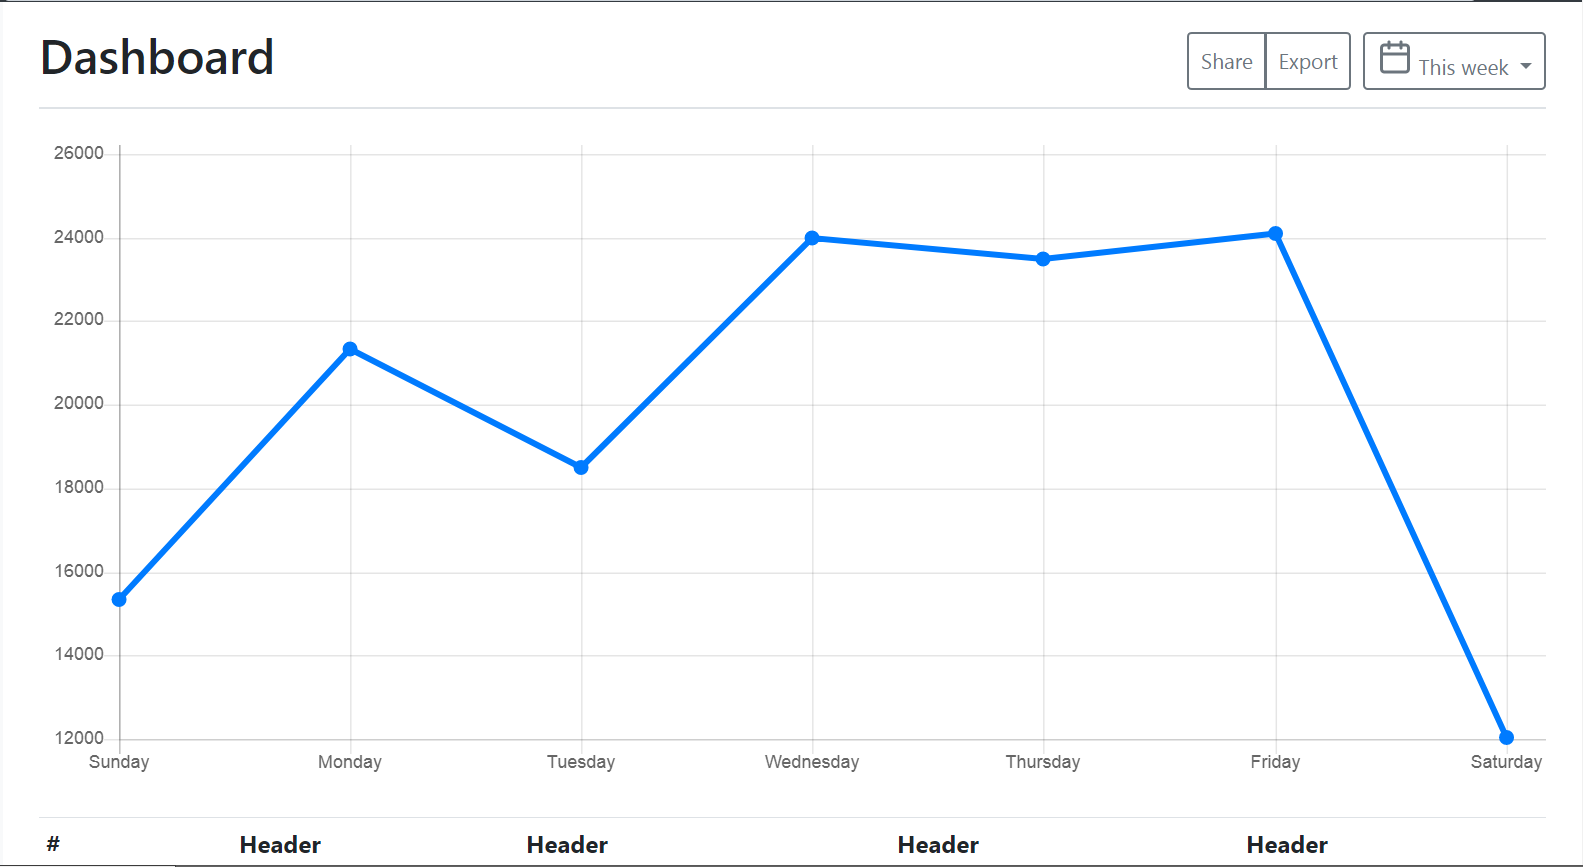 Dashboard
Share Export This week
26000
24000
22000
20000
18000
16000
14000
12000
Sunday Monday Tuesday Wednesday Thursday Friday Saturday
# Header Header Header Header